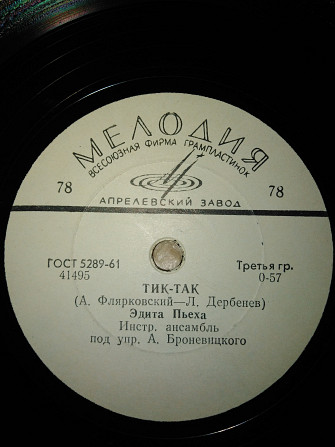 МЕЛОДИЯ
ВСЕСОЮЗНАЯ ФИРМА ГРАМПЛАСТИНОК
78 78
АПРЕЛЕВСКИЙ ЗАВОД
ГОСТ 5289-61 Третья гр.
41495 0-57
ТИК-ТАК
(А. Флярковский—Л. Дербенев)
Эдита Пьеха
Инстр. ансамбль
под упр. А. Броневицкого